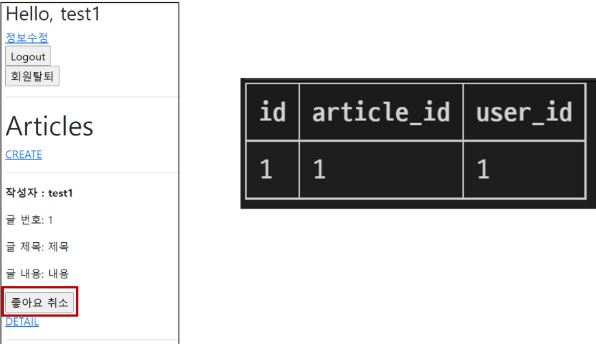 Hello, test1
정보수정
Logout
회원탈퇴
Articles
CREATE
작성자 : test1
글 번호: 1
글 제목: 제목
글 내용: 내용
좋아요 취소
DETAIL
id article_id user_id
1 1 1